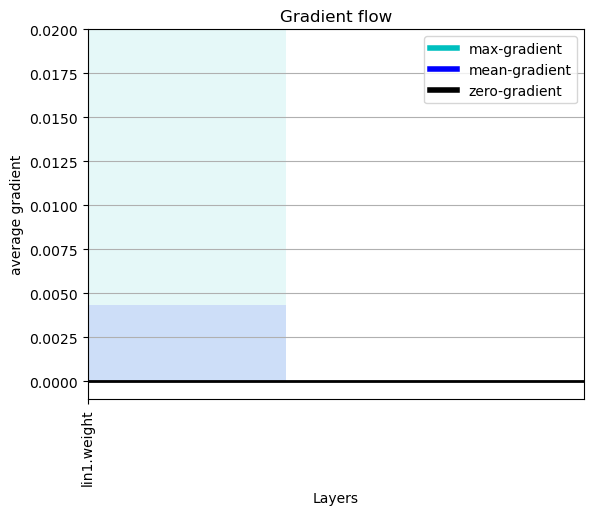 Gradient flow
max-gradient
mean-gradient
zero-gradient
average gradient
0.0200
0.0175
0.0150
0.0125
0.0100
0.0075
0.0050
0.0025
0.0000
lin1.weight
Layers